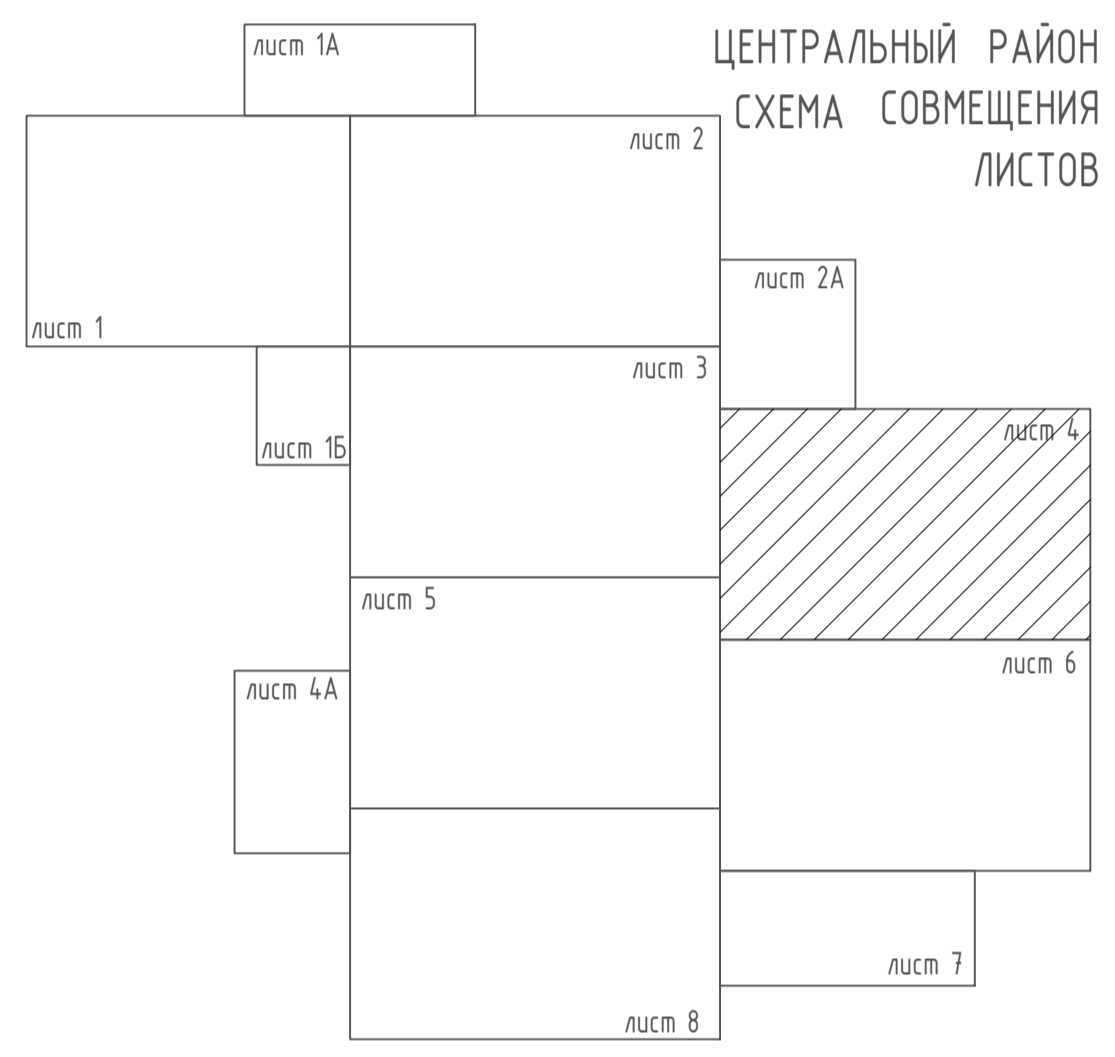 лист 1А
ЦЕНТРАЛЬНЫЙ РАЙОН
СХЕМА СОВМЕЩЕНИЯ
ЛИСТОВ
лист 2
лист 2А
лист 1
лист 3
лист 4
лист 1Б
лист 5
лист 6
лист 4А
лист 7
лист 8